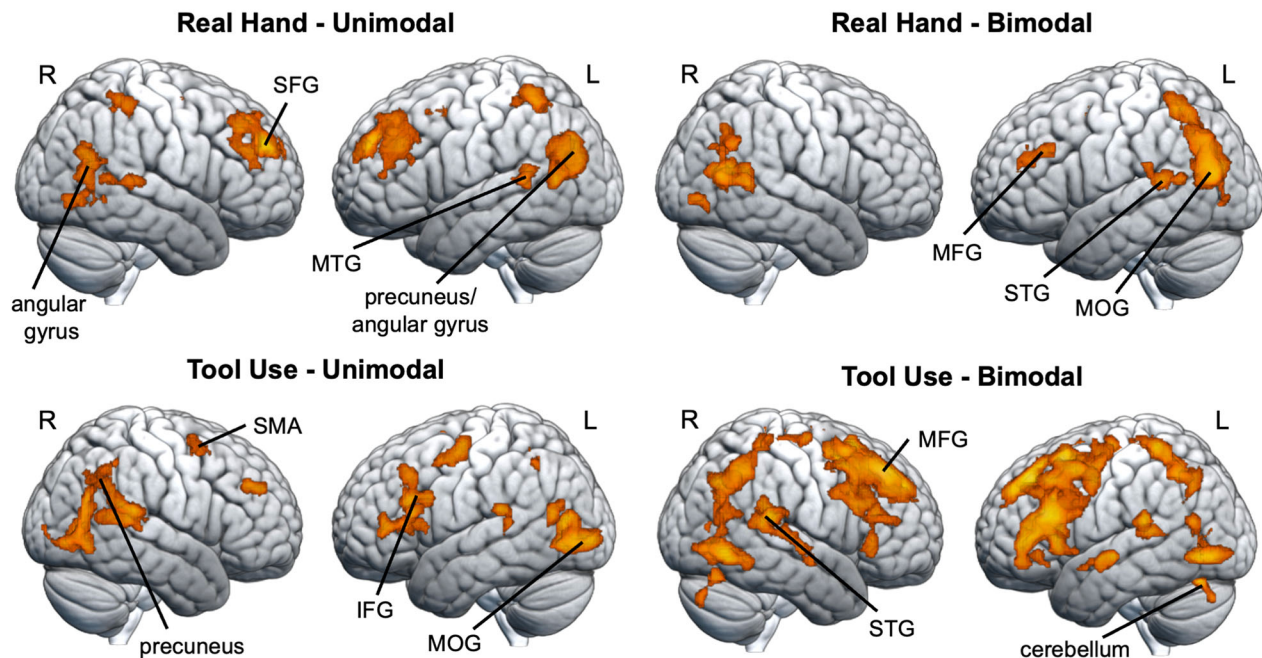 Real Hand - Unimodal
R
SFG
L
MTG
angular
gyrus
precuneus/
angular gyrus
Real Hand - Bimodal
R
L
MFG
STG
MOG
Tool Use - Unimodal
R
SMA
L
IFG
MOG
precuneus
Tool Use - Bimodal
R
MFG
L
STG
cerebellum